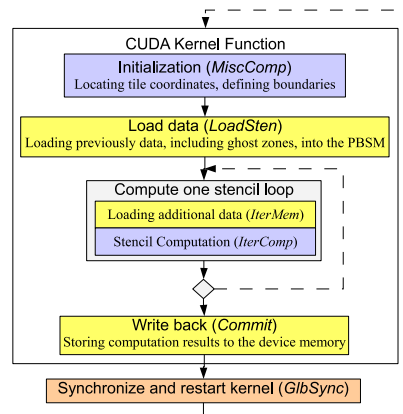 CUDA Kernel Function
Initialization (MiscComp)
Locating tile coordinates, defining boundaries
Load data (LoadSten)
Loading previously data, including ghost zones, into the PBSM
Compute one stencil loop
Loading additional data (IterMem)
Stencil Computation (IterComp)
Write back (Commit)
Storing computation results to the device memory
Synchronize and restart kernel (GlbSync)